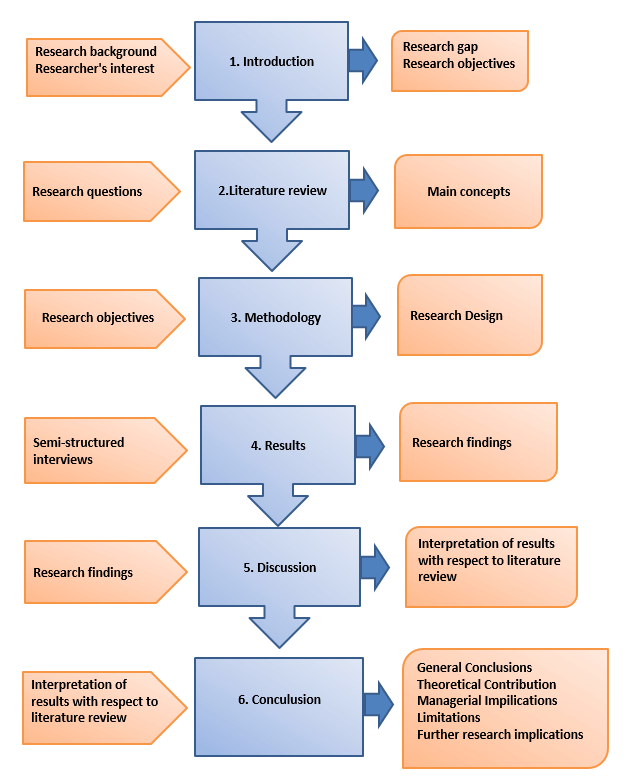 Research background
Researcher's interest
1. Introduction
Research gap
Research objectives
Research questions
2.Literature review
Main concepts
Research objectives
3. Methodology
Research Design
Semi-structured
interviews
4. Results
Research findings
Research findings
5. Discussion
Interpretation of results
with respect to literature
review
Interpretation of
results with respect to
literature review
6. Conculusion
General Conclusions
Theoretical Contribution
Managerial Impilications
Limitations
Further research implications